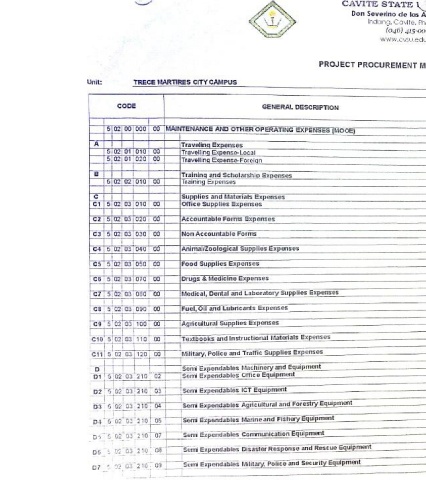 CAVITE STATE
Don Severino de las A
Indang, Cavite, Ph
(046) 415-00
www.cvsu.edu
PROJECT PROCUREMENT M
Unit: TRECE MARTIRES CITY CAMPUS
CODE GENERAL DESCRIPTION
5 02 00 000 00 MAINTENANCE AND OTHER OPERATING EXPENSES (MOOE)
A Traveling Expenses
5 02 01 010 00 Travelling Expense-Local
5 02 01 020 00 Travelling Expense-Foreign
B Training and Scholarship Expenses
5 02 02 010 00 Training Expenses
C Supplies and Materials Expenses
C1 5 02 03 010 00 Office Supplies Expenses
C2 5 02 03 020 00 Accountable Forms Expenses
C3 5 02 03 030 00 Non Accountable Forms
C4 5 02 03 040 00 Animal/Zoological Supplies Expenses
C5 5 02 03 050 00 Food Supplies Expenses
C6 5 02 03 070 00 Drugs & Medicine Expenses
C7 5 02 03 080 00 Medical, Dental and Laboratory Supplies Expenses
C8 5 02 03 090 00 Fuel, Oil and Lubricants Expenses
C9 5 02 03 100 00 Agricultural Supplies Expenses
C10 5 02 03 110 00 Textbooks and Instructional Materials Expenses
C11 5 02 03 120 00 Military, Police and Traffic Supplies Expenses
D Semi Expendables Machinery and Equipment
D1 5 02 03 210 02 Semi Expendables Office Equipment
D2 5 02 03 210 03 Semi Expendables ICT Equipment
D3 5 02 03 210 04 Semi Expendables Agricultural and Forestry Equipment
D4 5 02 03 210 05 Semi Expendables Marine and Fishery Equipment
D5 5 02 03 210 07 Semi Expendables Communication Equipment
D6 5 02 03 210 08 Semi Expendables Disaster Response and Rescue Equipment
D7 5 02 03 210 09 Semi Expendables Military, Police and Security Equipment